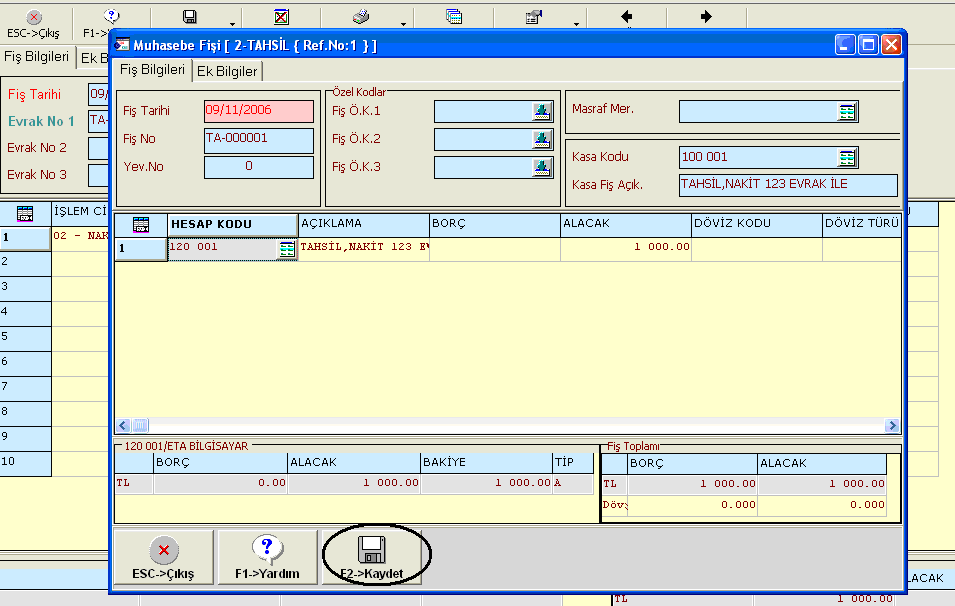 ESC->Çıkış
Fiş Bilgileri
Fiş Tarihi
09/
Evrak No 1
TA-
Evrak No 2
Evrak No 3
İŞLEM Cİ
1
02 - NAK
2
3
4
5
6
7
8
9
10
Muhasebe Fişi [ 2-TAHSİL { Ref.No:1 } ]
Fiş Bilgileri
Ek Bilgiler
Fiş Tarihi
09/11/2006
Fiş No
TA-000001
Yev.No
0
Özel Kodlar
Fiş Ö.K.1
Fiş Ö.K.2
Fiş Ö.K.3
Masraf Mer.
Kasa Kodu
100 001
Kasa Fiş Açık.
TAHSİL,NAKİT 123 EVRAK İLE
HESAP KODU AÇIKLAMA BORÇ ALACAK DÖVİZ KODU DÖVİZ TÜRÜ
1 120 001 TAHSİL,NAKİT 123 EV 1 000.00
120 001/ETA BİLGİSAYAR
BORÇ ALACAK BAKİYE TİP
TL 0.00 1 000.00 1 000.00 A
Fiş Toplamı
BORÇ ALACAK
TL 1 000.00 1 000.00
Döv 0.000 0.000
ESC->Çıkış
F1->Yardım
F2->Kaydet
ALACAK
TL 1 000.00